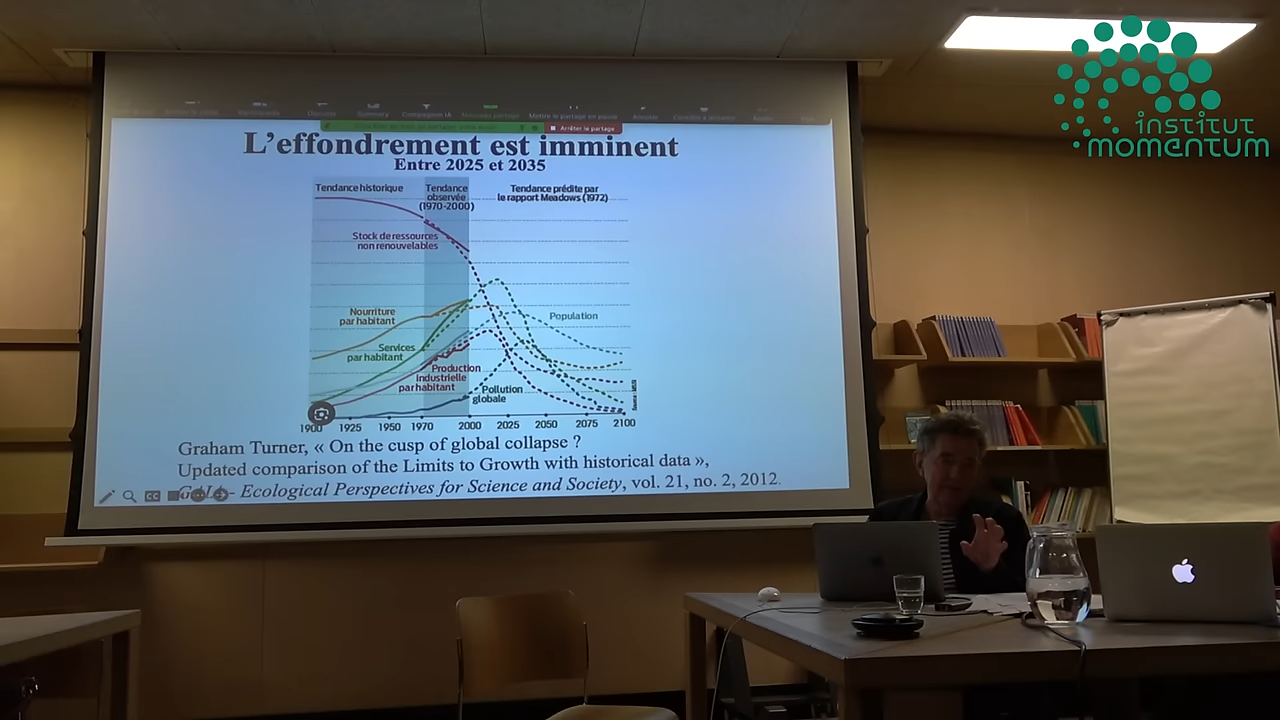 institut
momentum
Arrêter le partage
L'effondrement est imminent
Entre 2025 et 2035
Tendance historique
Tendance
observée
(1970-2000)
Tendance prédite par
le rapport Meadows (1972)
Stock de ressources
non renouvelables
Nourriture
par habitant
Services
par habitant
Population
Production
industrielle
par habitant
Pollution
globale
1900 1925 1950 1970 2000 2025 2050 2075 2100
Graham Turner, « On the cusp of global collapse ?
Updated comparison of the Limits to Growth with historical data »,
- Ecological Perspectives for Science and Society, vol. 21, no. 2, 2012.